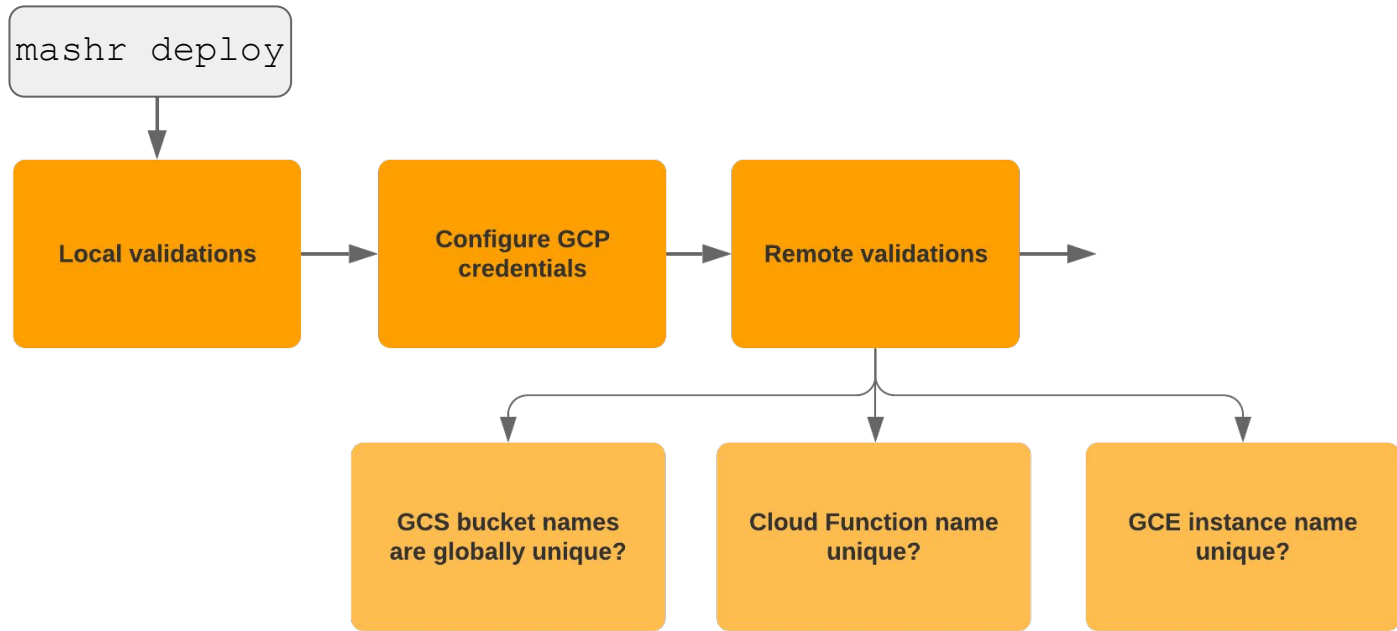 mashr deploy
Local validations
Configure GCP
credentials
Remote validations
GCS bucket names
are globally unique?
Cloud Function name
unique?
GCE instance name
unique?